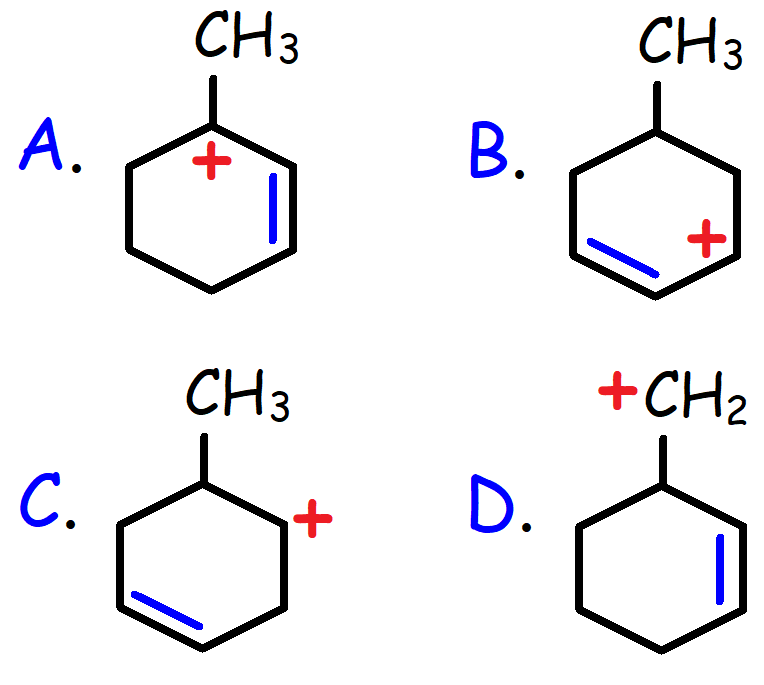 CH₃
A.
+
CH₃
B.
+
CH₃
C.
+
+CH₂
D.